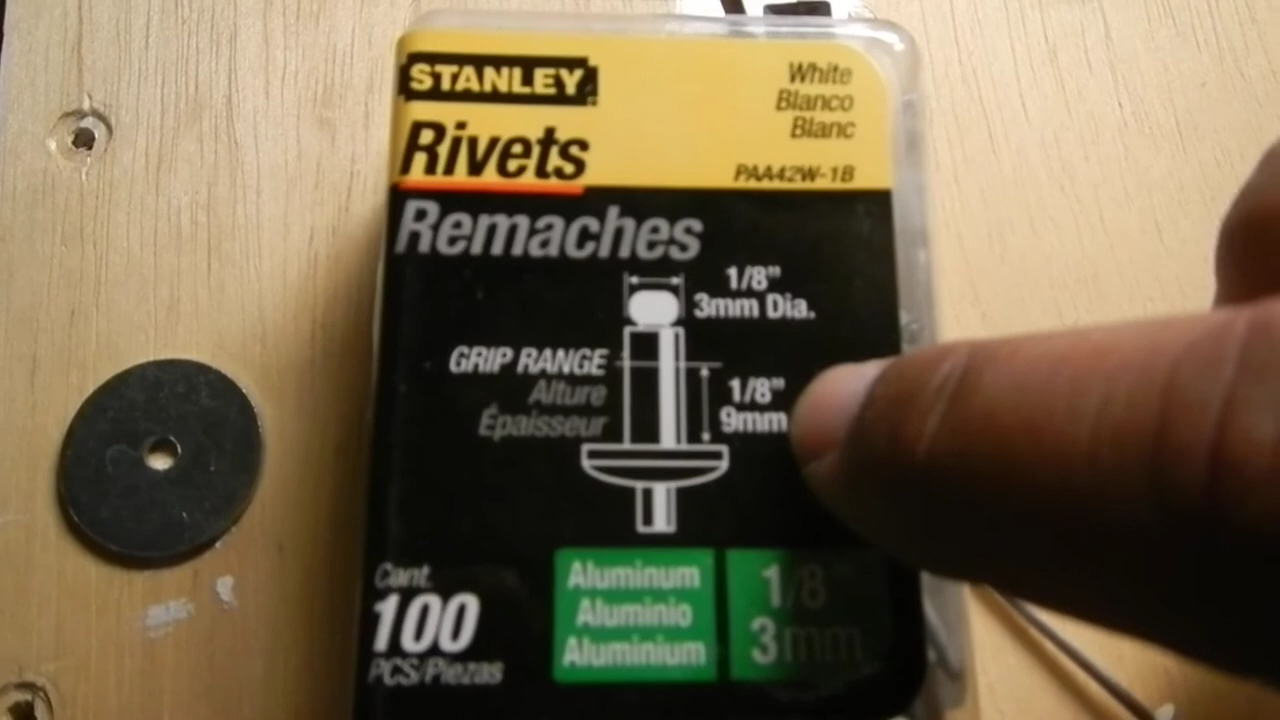 STANLEY
White
Blanco
Blanc
Rivets
PAA42W-1B
Remaches
1/8"
3mm Dia.
GRIP RANGE
Alture
Épaisseur
1/8"
9mm
Cant.
100
PCS/Piezas
Aluminum
Aluminio
Aluminium
1/8"
3mm